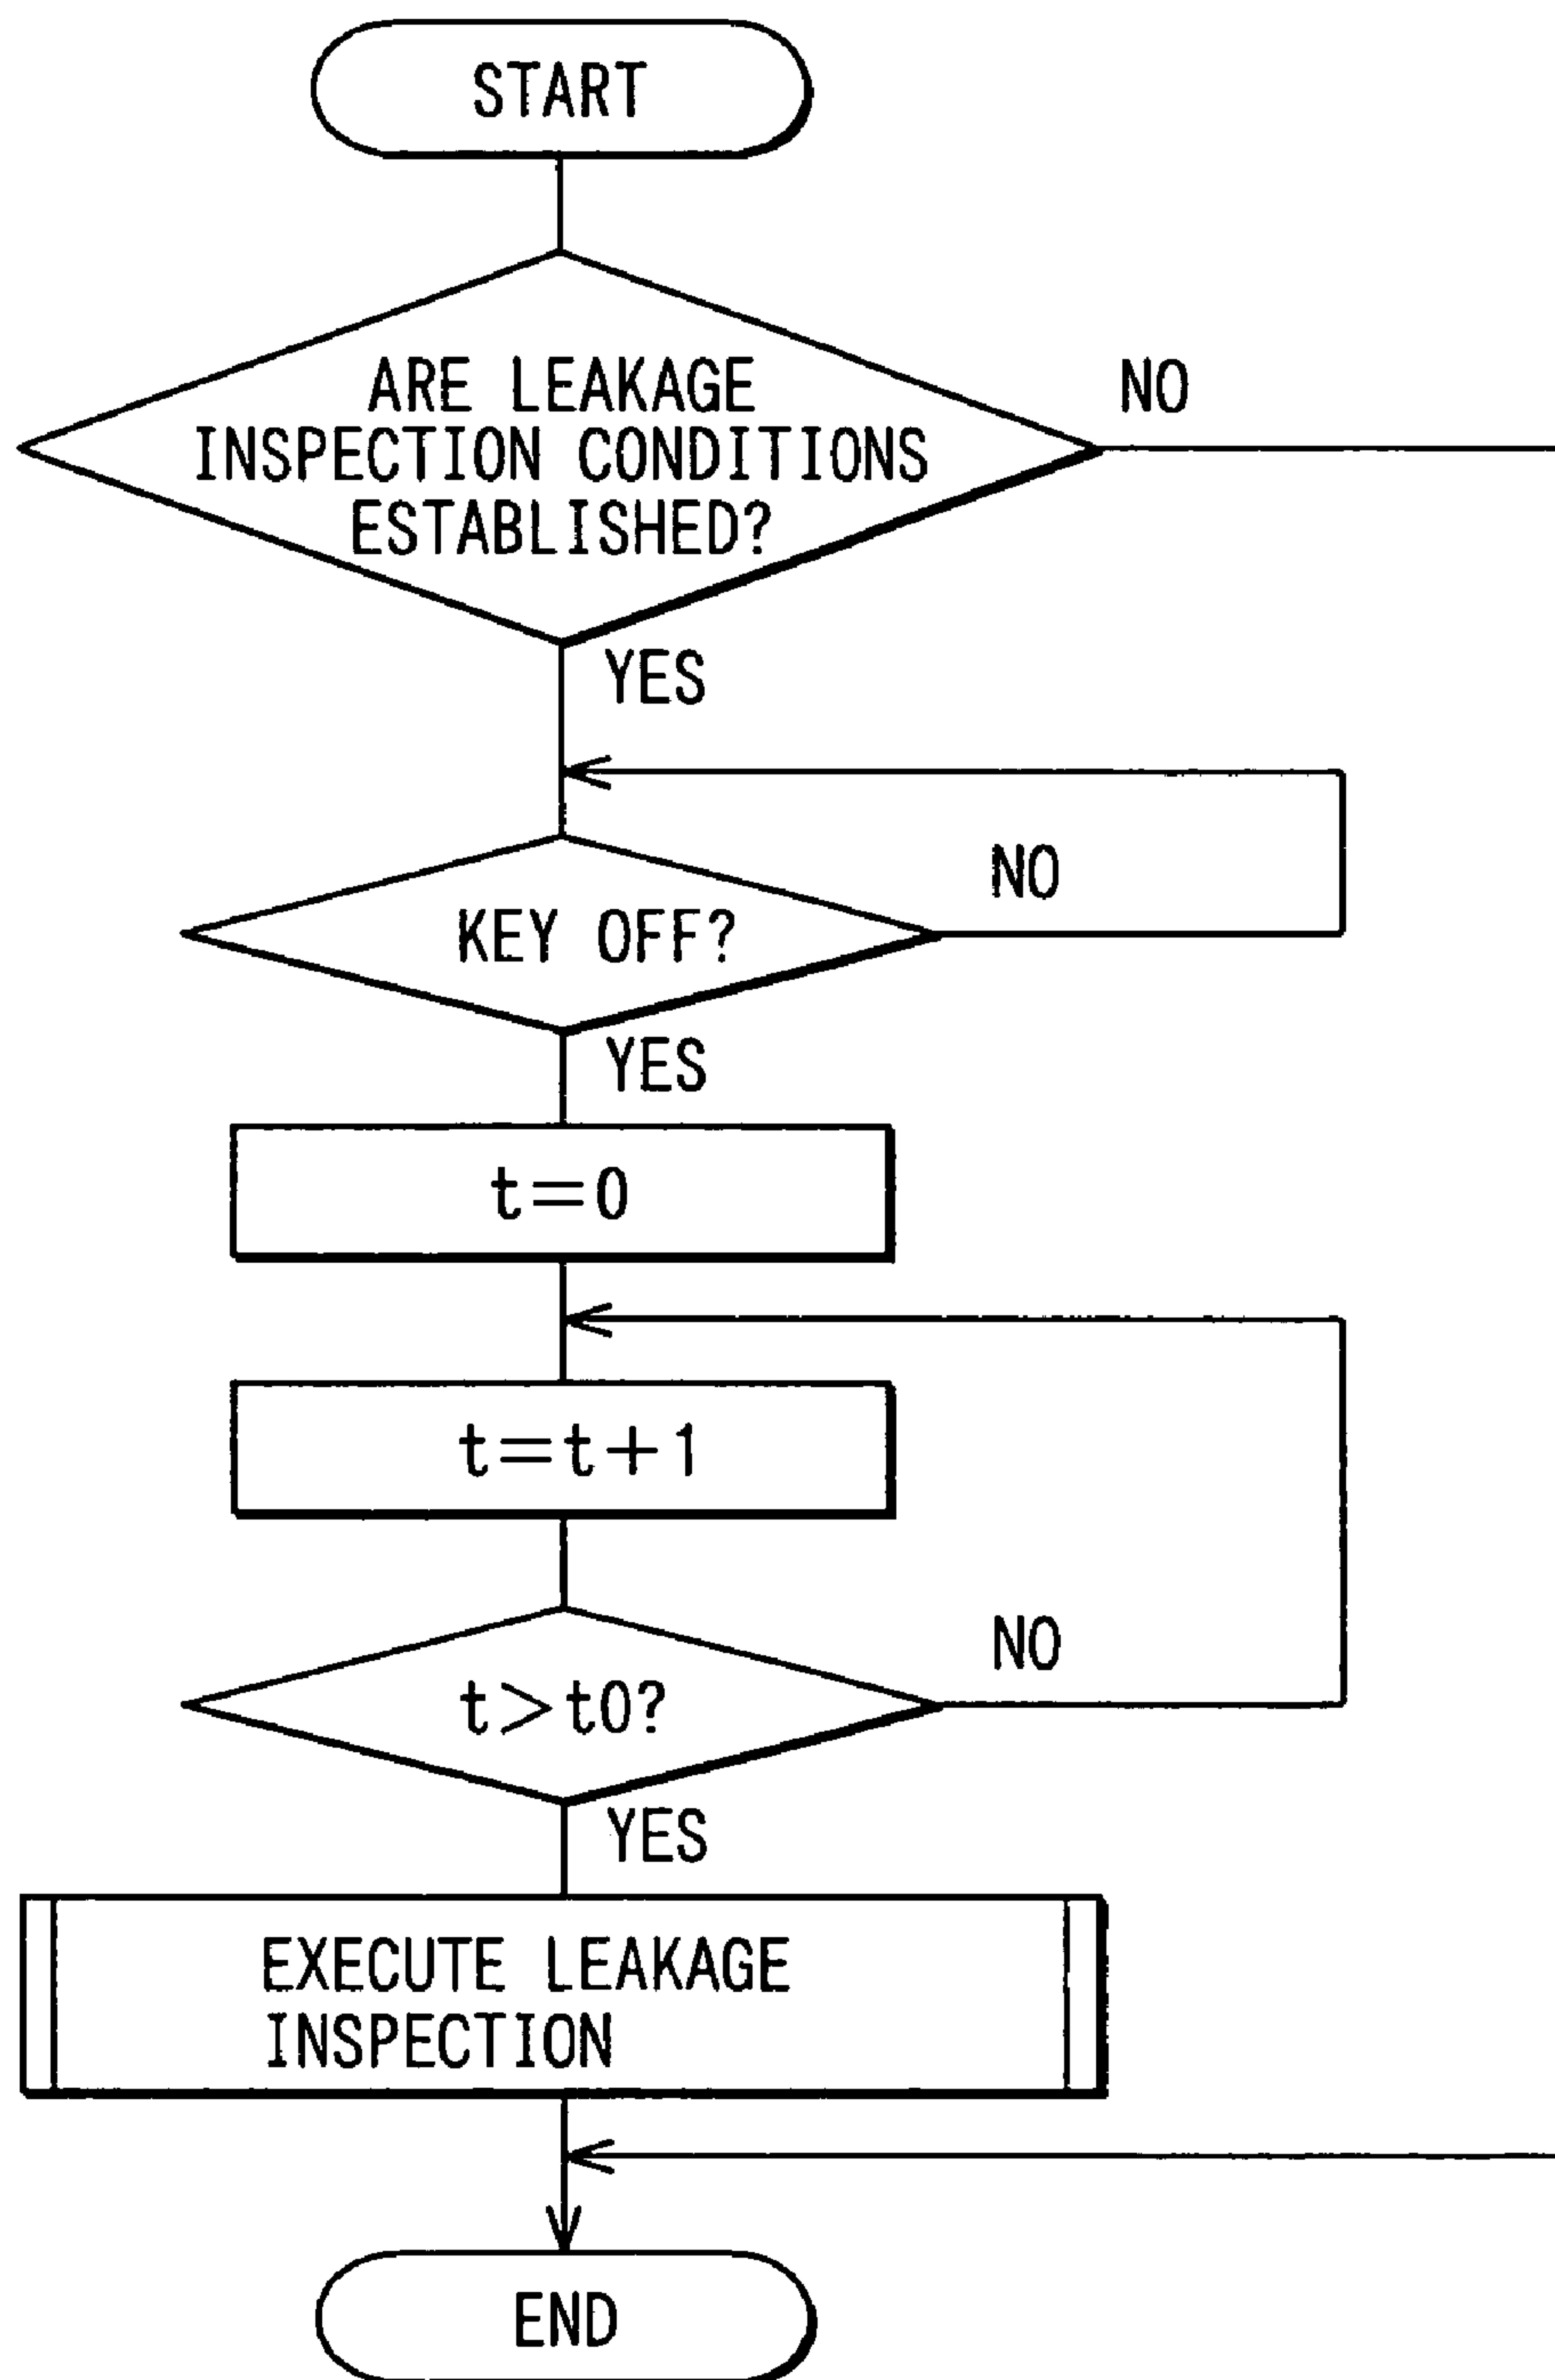 START
ARE LEAKAGE
INSPECTION CONDITIONS
ESTABLISHED?
NO
YES
KEY OFF?
NO
YES
t=0
t=t+1
t>t0?
NO
YES
EXECUTE LEAKAGE
INSPECTION
END